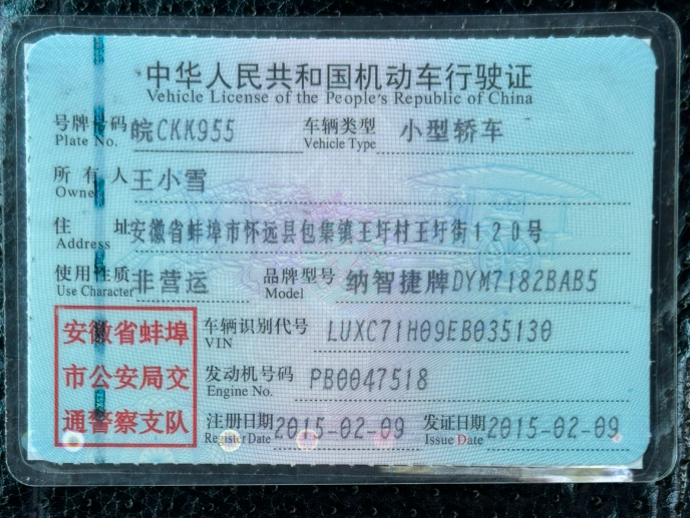 中华人民共和国机动车行驶证
Vehicle License of the People's Republic of China
号牌号码 皖CKK955 车辆类型 小型轿车
Plate No. Vehicle Type
所有人 王小雪
Owner
住址 安徽省蚌埠市怀远县包集镇王圩村王圩街120号
Address
使用性质 非营运 品牌型号 纳智捷牌DYM7182BAB5
Use Character Model
安徽省蚌埠 车辆识别代号 LUXC71H09EB035130
VIN
市公安局交 发动机号码 PB0047518
Engine No.
通警察支队 注册日期 2015-02-09 发证日期 2015-02-09
Register Date Issue Date